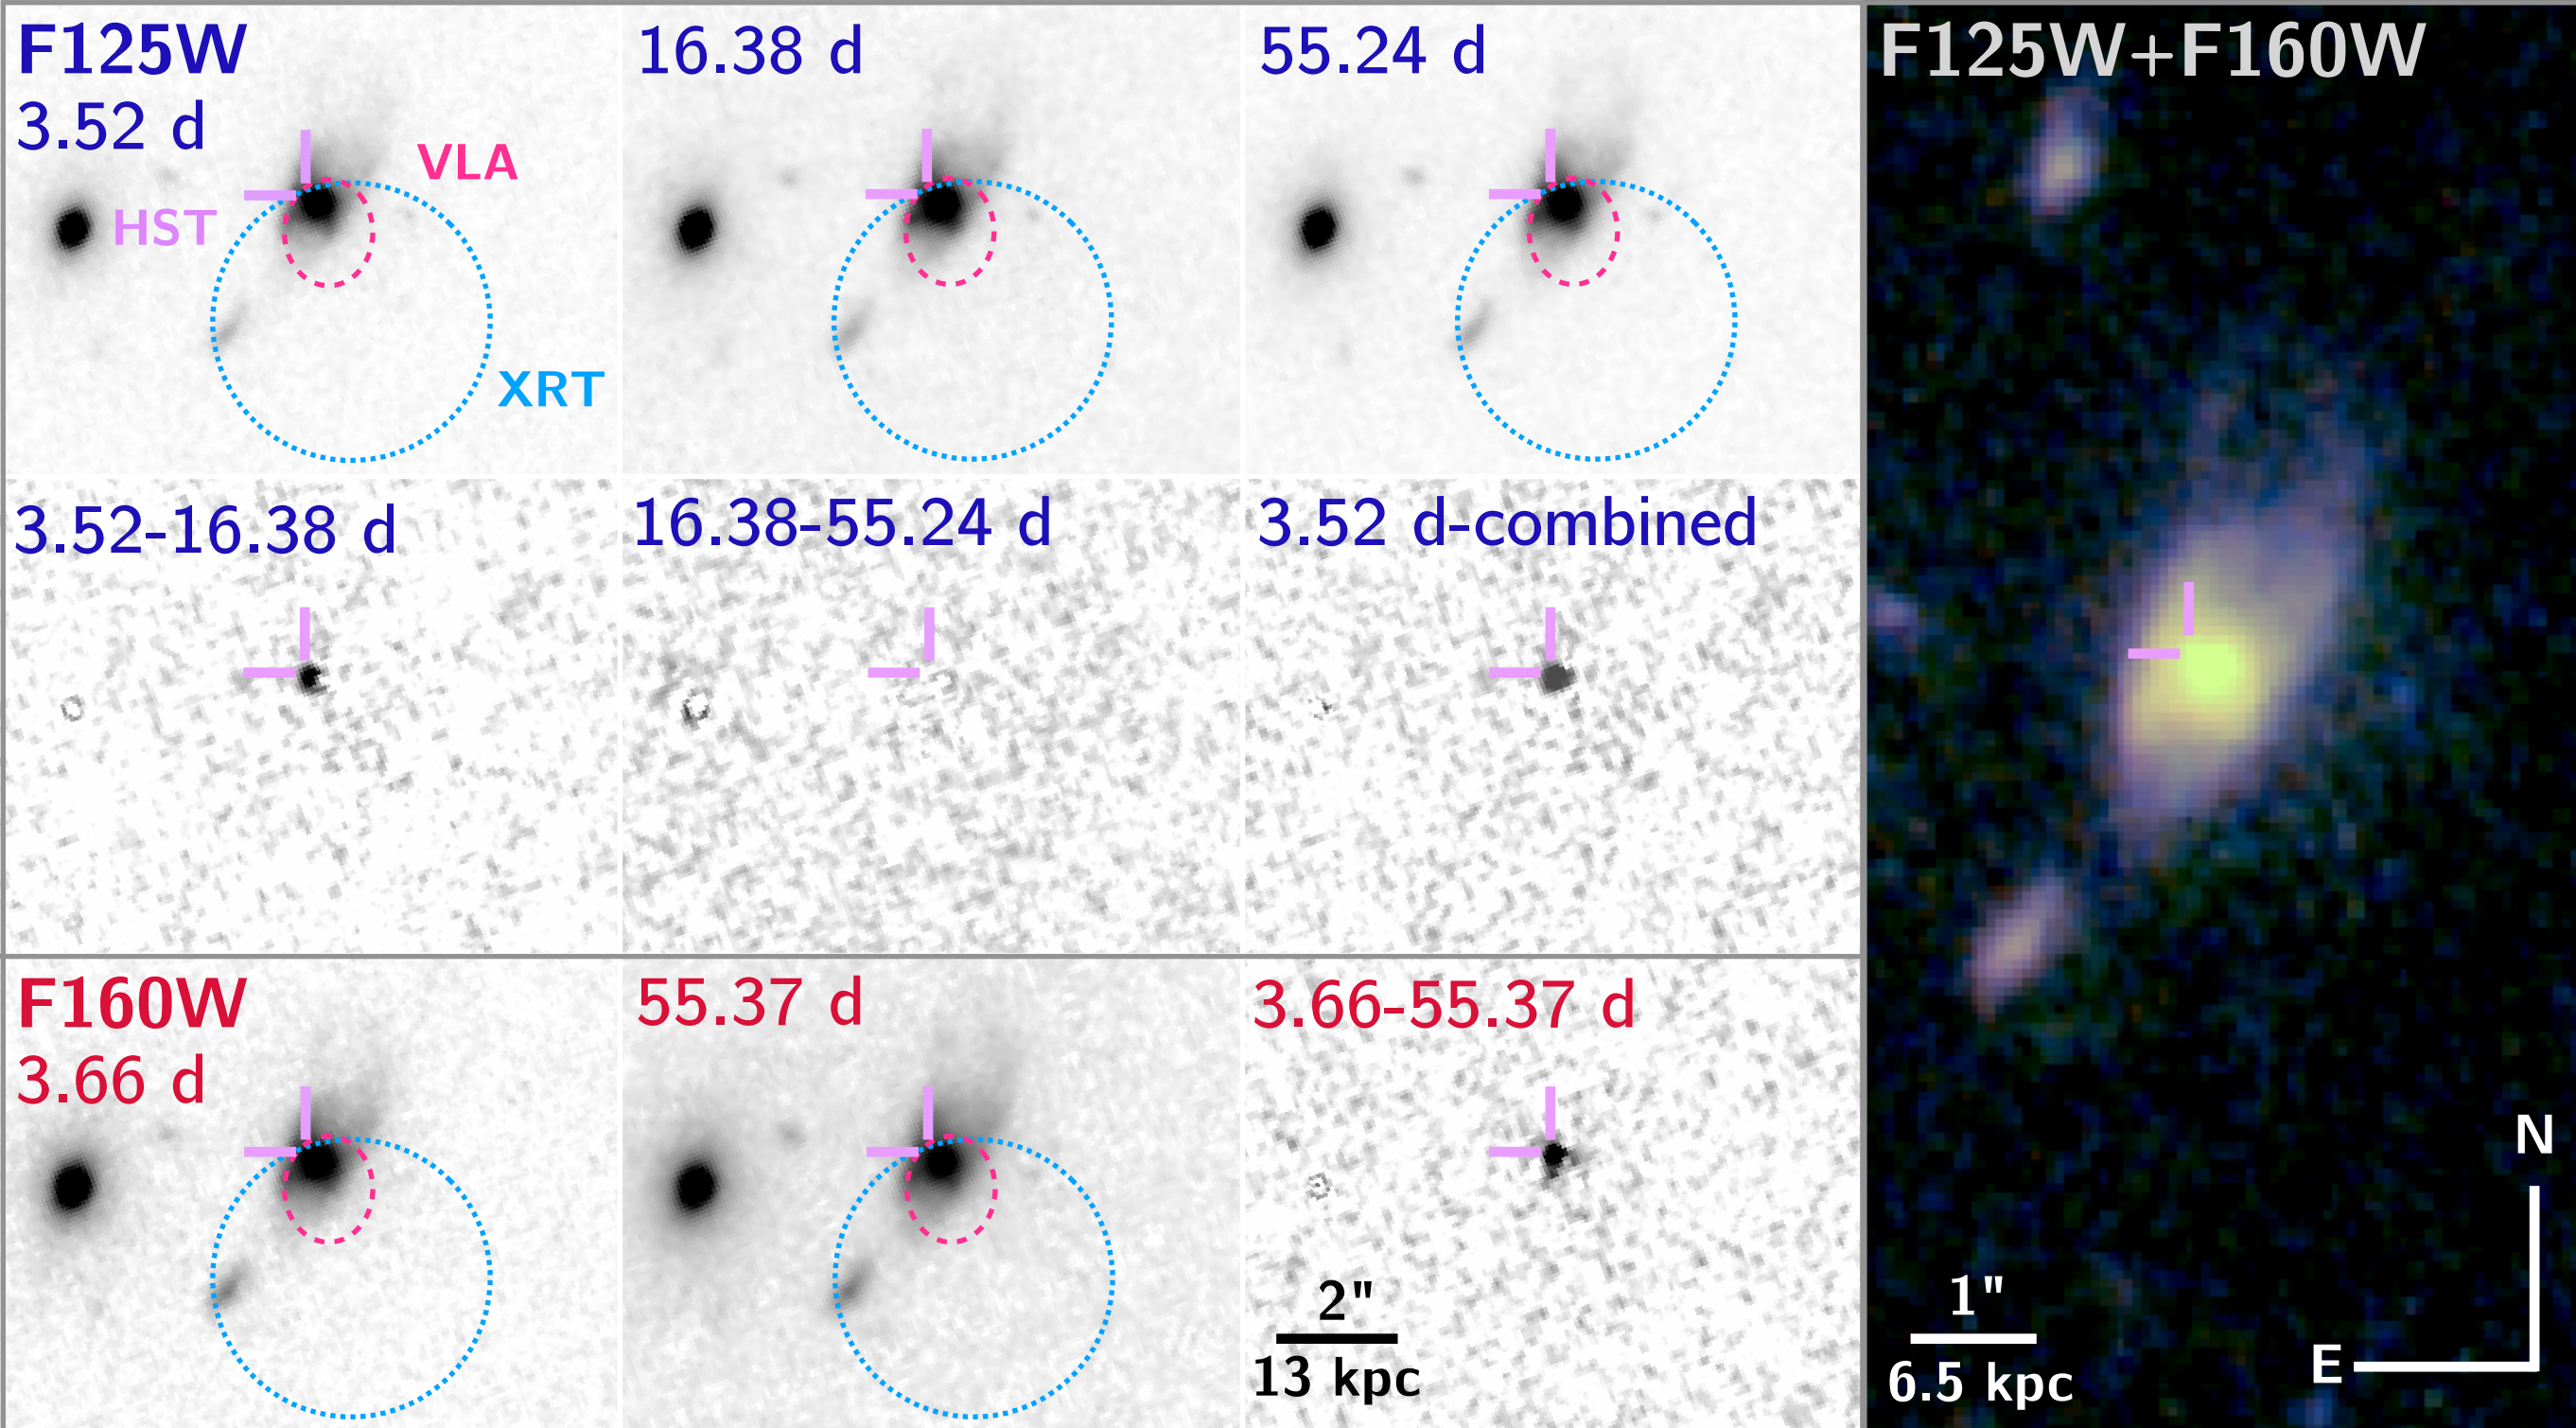 F125W
3.52 d
HST
VLA
XRT
16.38 d
55.24 d
3.52-16.38 d
16.38-55.24 d
3.52 d-combined
F160W
3.66 d
55.37 d
3.66-55.37 d
2"
13 kpc
F125W+F160W
1"
6.5 kpc
N
E